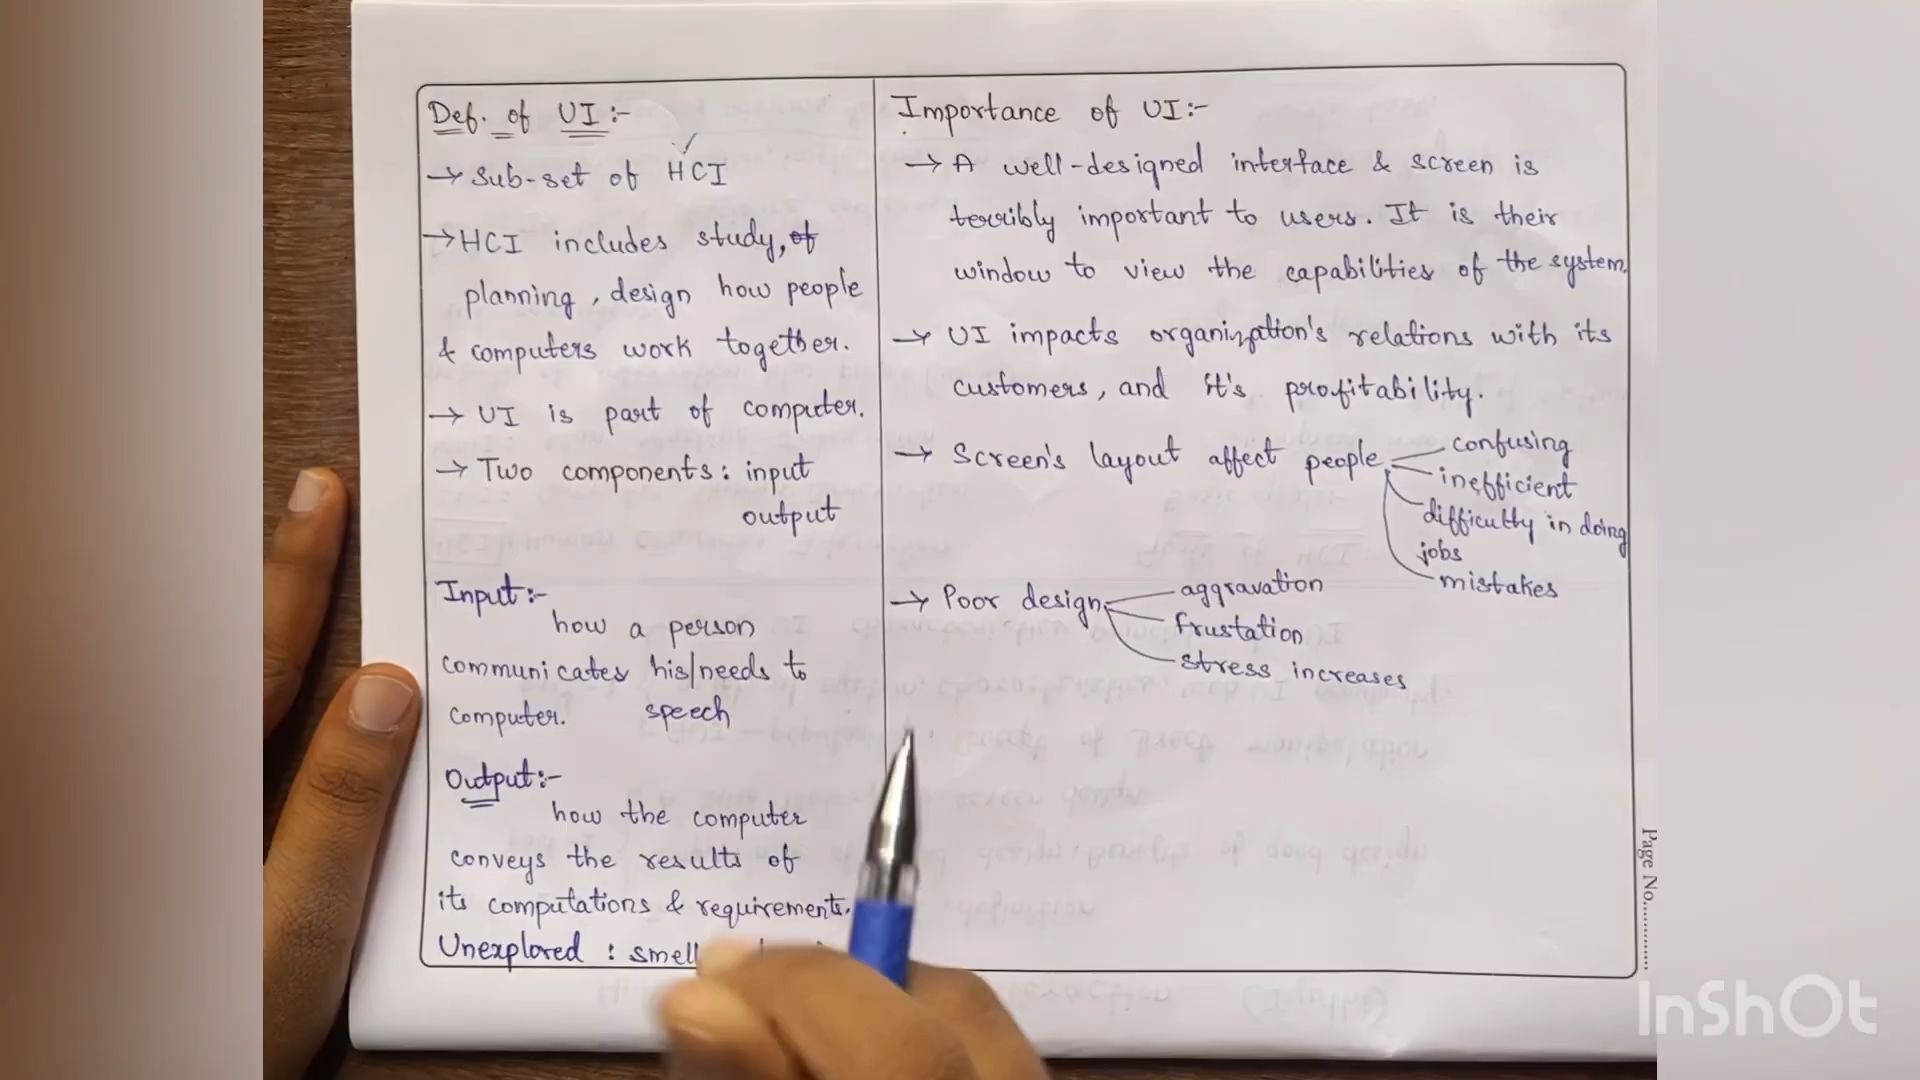 Def. of UI:-
→ Sub-set of HCI
→ HCI includes study, of
planning, design how people
& computers work together.
→ UI is part of computer.
→ Two components: input
output
Input:-
how a person
communicates his/needs to
computer. speech
Output:-
how the computer
conveys the results of
its computations & requirements.
Unexplored : smell
Importance of UI:-
→ A well-designed interface & screen is
terribly important to users. It is their
window to view the capabilities of the system.
→ UI impacts organization's relations with its
customers, and it's profitability.
→ Screen's layout affect people
confusing
inefficient
difficulty in doing
jobs
mistakes
→ Poor design
aggravation
frustation
stress increases
Page No.............
InShOt